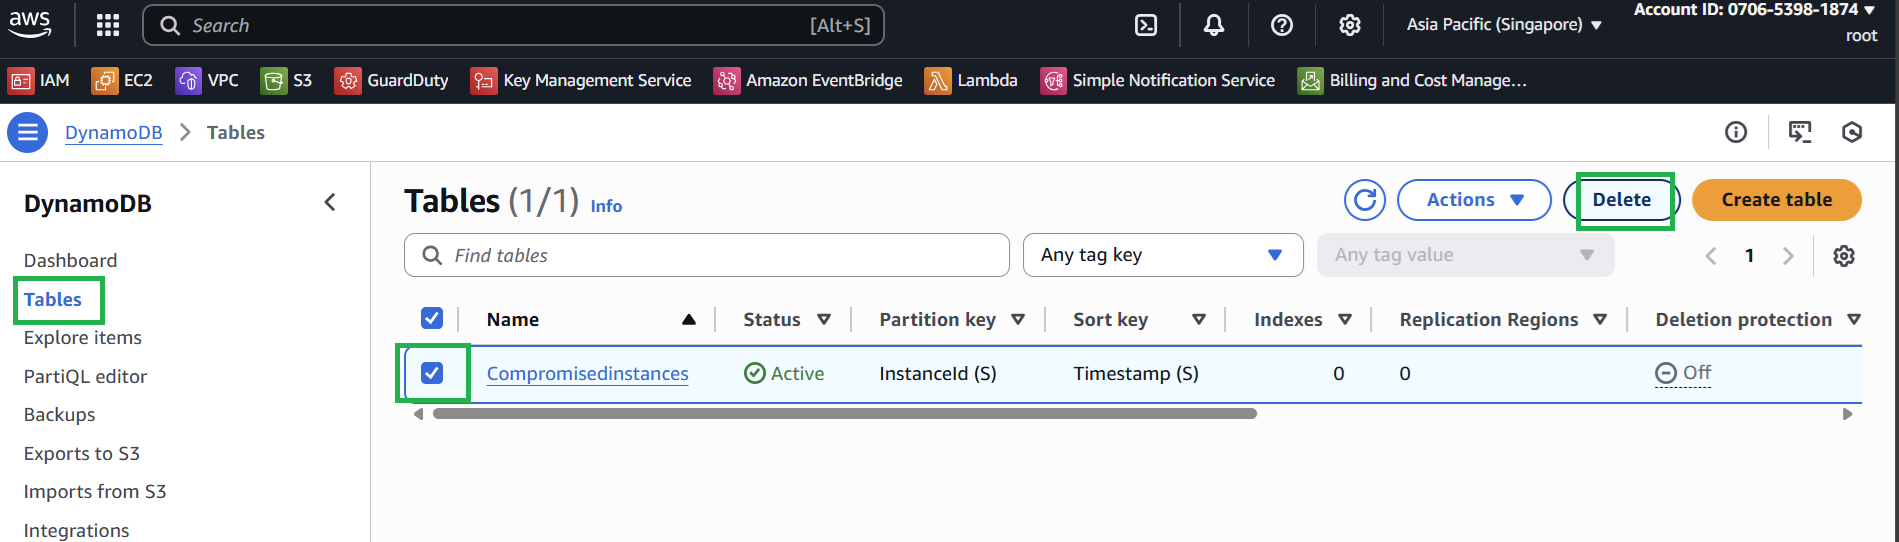 aws
Search
[Alt+S]
Asia Pacific (Singapore)
Account ID: 0706-5398-1874
root
IAM
EC2
VPC
S3
GuardDuty
Key Management Service
Amazon EventBridge
Lambda
Simple Notification Service
Billing and Cost Manage...
DynamoDB
Tables
DynamoDB
Dashboard
Tables
Explore items
PartiQL editor
Backups
Exports to S3
Imports from S3
Integrations
Tables (1/1) Info
Actions
Delete
Create table
Find tables
Any tag key
Any tag value
1
Name
Status
Partition key
Sort key
Indexes
Replication Regions
Deletion protection
Compromisedinstances
Active
InstanceId (S)
Timestamp (S)
0
0
Off